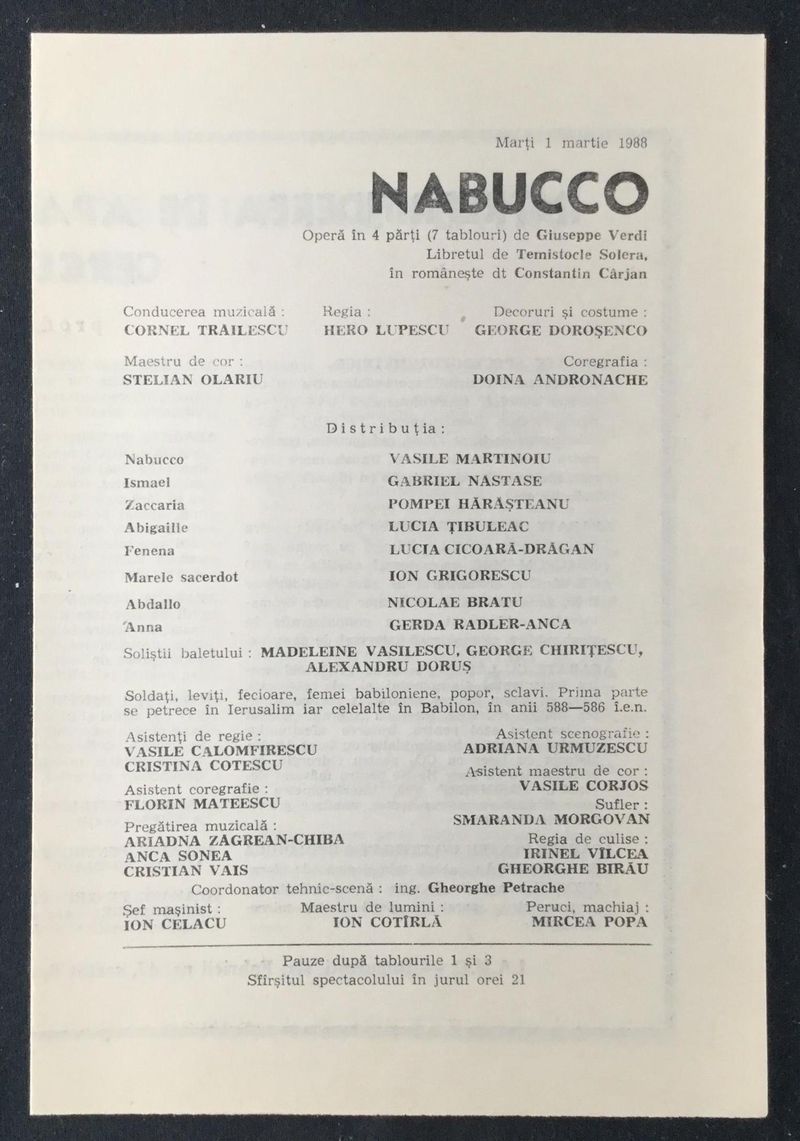 Marți 1 martie 1988
NABUCCO
Operă în 4 părți (7 tablouri) de Giuseppe Verdi
Libretul de Temistocle Solera,
în românește dt Constantin Cârjan
Conducerea muzicală : Regia : Decoruri și costume :
CORNEL TRAILESCU HERO LUPESCU GEORGE DOROȘENCO
Maestru de cor : Coregrafia :
STELIAN OLARIU DOINA ANDRONACHE
Distribuția :
Nabucco VASILE MARTINOIU
Ismael GABRIEL NASTASE
Zaccaria POMPEI HĂRĂȘTEANU
Abigaille LUCIA ȚIBULEAC
Fenena LUCIA CICOARĂ-DRĂGAN
Marele sacerdot ION GRIGORESCU
Abdallo NICOLAE BRATU
Anna GERDA RADLER-ANCA
Soliștii baletului : MADELEINE VASILESCU, GEORGE CHIRIȚESCU,
ALEXANDRU DORUȘ
Soldați, leviți, fecioare, femei babiloniene, popor, sclavi. Prima parte
se petrece în Ierusalim iar celelalte în Babilon, în anii 588—586 î.e.n.
Asistenți de regie : Asistent scenografie :
VASILE CALOMFIRESCU ADRIANA URMUZESCU
CRISTINA COTESCU Asistent maestru de cor :
Asistent coregrafie : VASILE CORJOS
FLORIN MATEESCU Sufler :
Pregătirea muzicală : SMARANDA MORGOVAN
ARIADNA ZĂGREAN-CHIBA Regia de culise :
ANCA SONEA IRINEL VÎLCEA
CRISTIAN VAIS GHEORGHE BIRĂU
Coordonator tehnic-scenă : ing. Gheorghe Petrache
Șef mașinist : Maestru de lumini : Peruci, machiaj :
ION CELACU ION COTÎRLĂ MIRCEA POPA
Pauze după tablourile 1 și 3
Sfîrșitul spectacolului în jurul orei 21